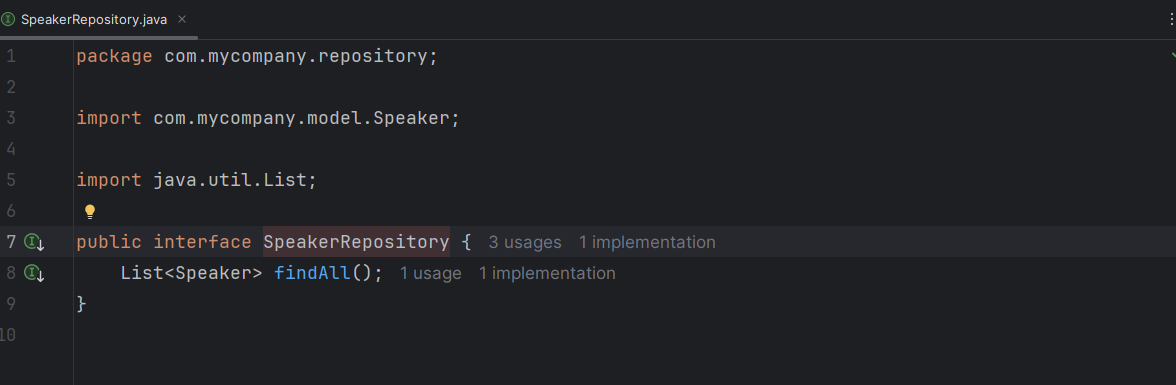 SpeakerRepository.java
1 package com.mycompany.repository;
2
3 import com.mycompany.model.Speaker;
4
5 import java.util.List;
6
7 public interface SpeakerRepository { 3 usages 1 implementation
8 List<Speaker> findAll(); 1 usage 1 implementation
9 }
10